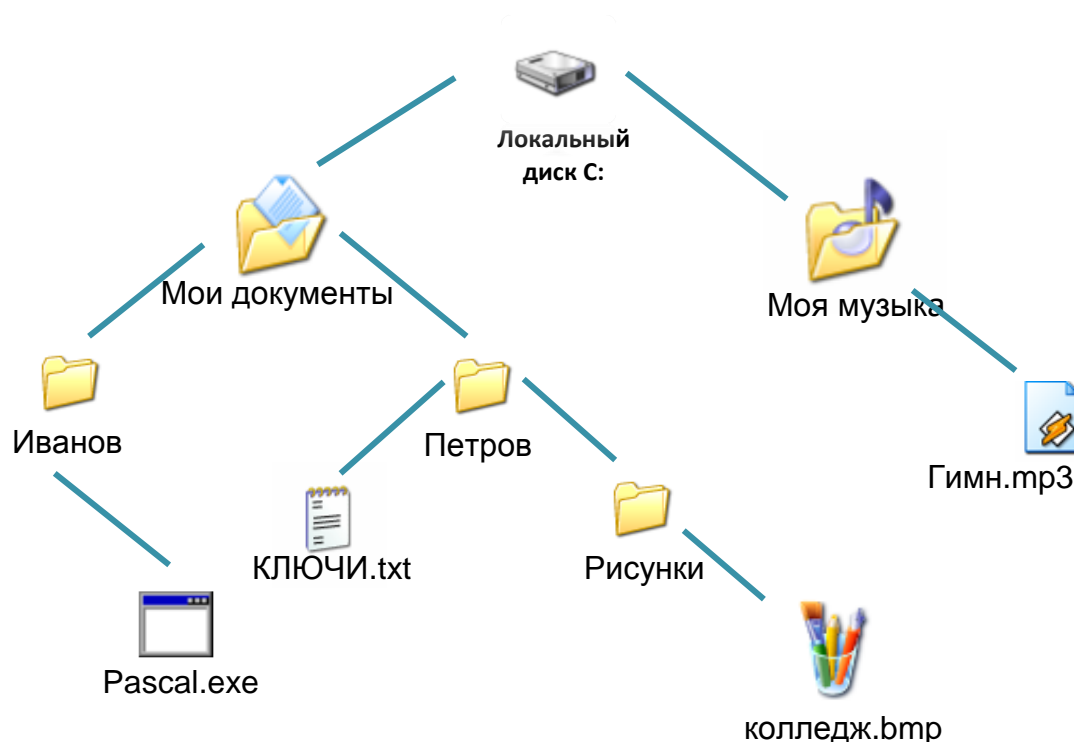 Локальный
диск C:
Мои документы
Моя музыка
Иванов
Петров
Гимн.mp3
КЛЮЧИ.txt
Рисунки
Pascal.exe
колледж.bmp